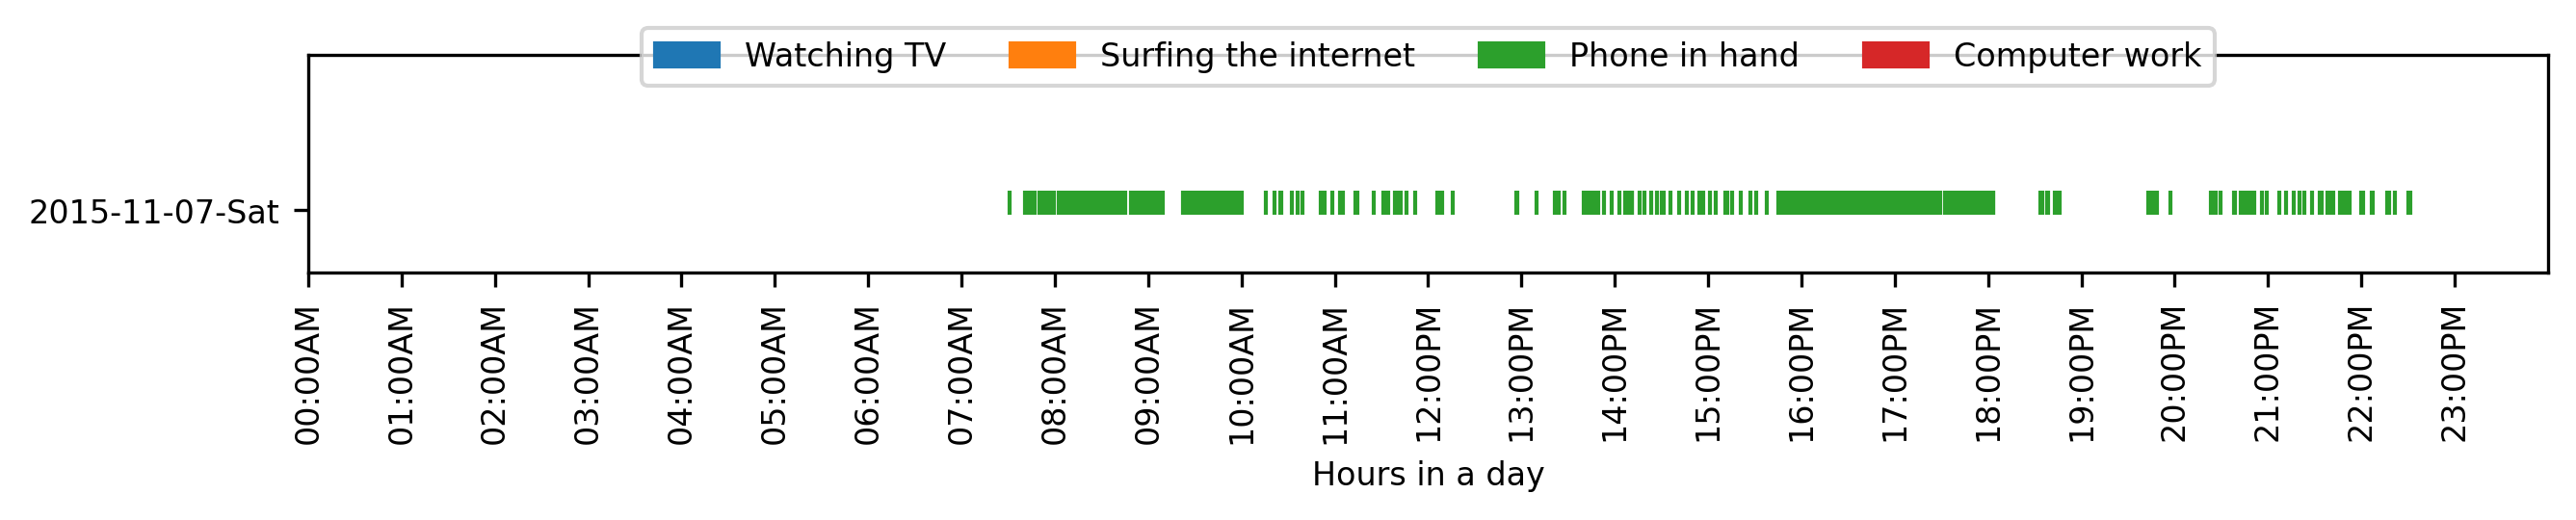 Watching TV Surfing the internet Phone in hand Computer work
2015-11-07-Sat
00:00AM 01:00AM 02:00AM 03:00AM 04:00AM 05:00AM 06:00AM 07:00AM 08:00AM 09:00AM 10:00AM 11:00AM 12:00PM 13:00PM 14:00PM 15:00PM 16:00PM 17:00PM 18:00PM 19:00PM 20:00PM 21:00PM 22:00PM 23:00PM
Hours in a day